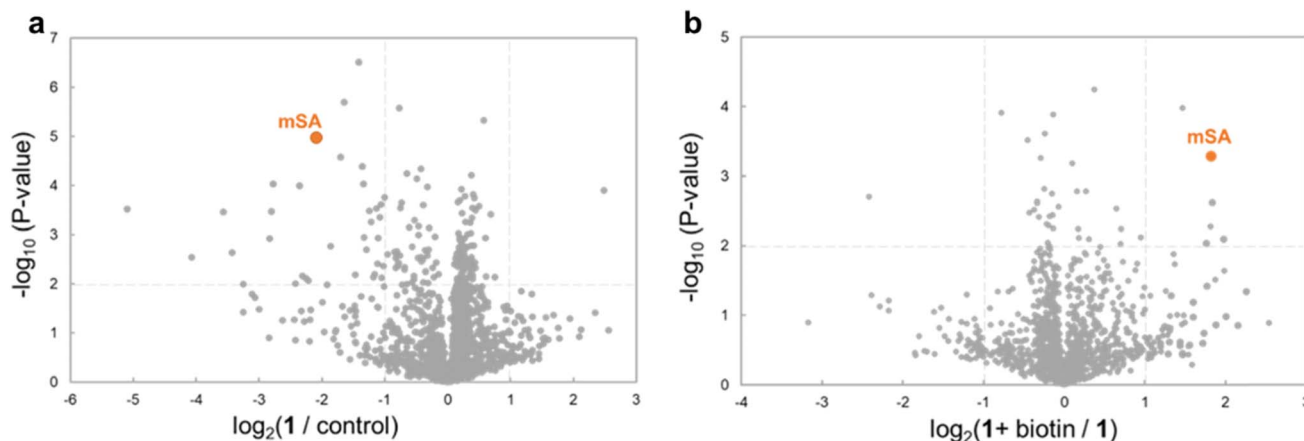 a
7
6
5
4
3
2
1
0
-log10 (P-value)
mSA
-6 -5 -4 -3 -2 -1 0 1 2 3
log2(1 / control)
b
5
4
3
2
1
0
-log10 (P-value)
mSA
-4 -3 -2 -1 0 1 2 3
log2(1+ biotin / 1)